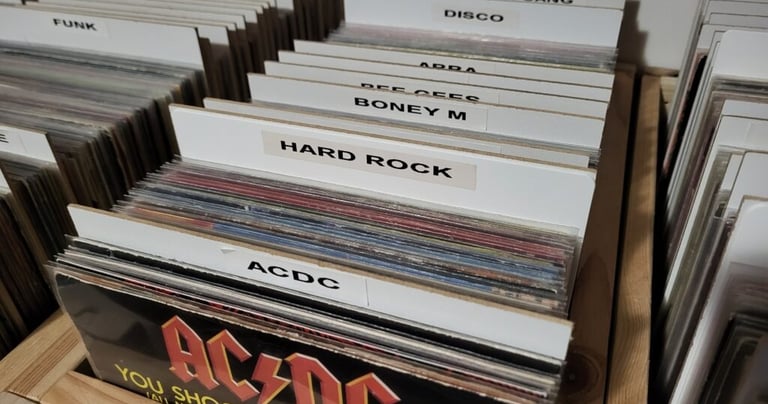 FUNK
DISCO
ABBA
BEE GEES
BONEY M
HARD ROCK
ACDC
AC⚡DC
YOU SHO